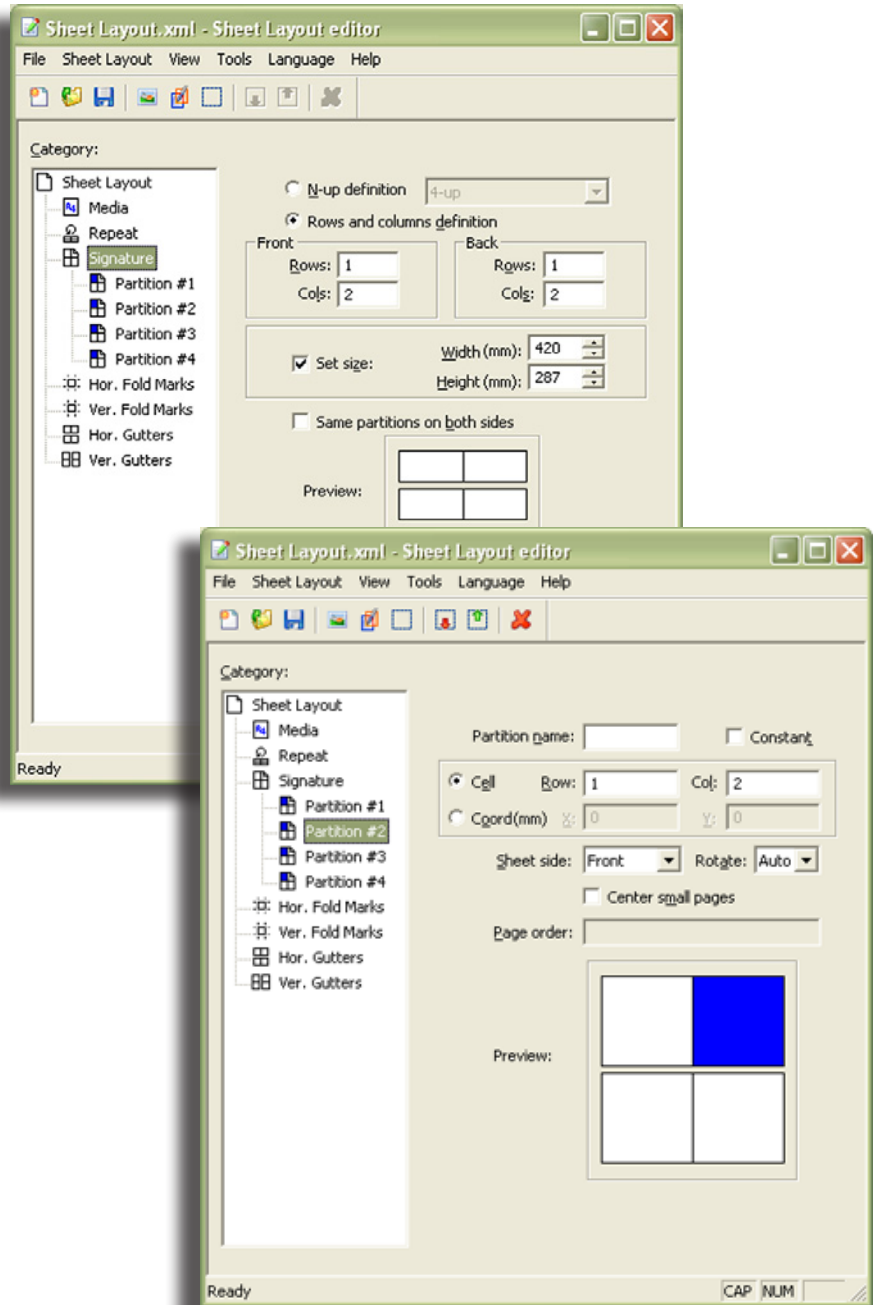 Sheet Layout.xml - Sheet Layout editor
File Sheet Layout View Tools Language Help
Category:
Sheet Layout
Media
Repeat
Signature
Partition #1
Partition #2
Partition #3
Partition #4
Hor. Fold Marks
Ver. Fold Marks
Hor. Gutters
Ver. Gutters
N-up definition 4-up
Rows and columns definition
Front Back
Rows: 1 Rows: 1
Cols: 2 Cols: 2
Set size: Width (mm): 420
Height (mm): 287
Same partitions on both sides
Preview:
Ready
Sheet Layout.xml - Sheet Layout editor
File Sheet Layout View Tools Language Help
Category:
Sheet Layout
Media
Repeat
Signature
Partition #1
Partition #2
Partition #3
Partition #4
Hor. Fold Marks
Ver. Fold Marks
Hor. Gutters
Ver. Gutters
Partition name: Constant
Cell Row: 1 Col: 2
Coord(mm) X: 0 Y: 0
Sheet side: Front Rotate: Auto
Center small pages
Page order:
Preview:
Ready CAP NUM